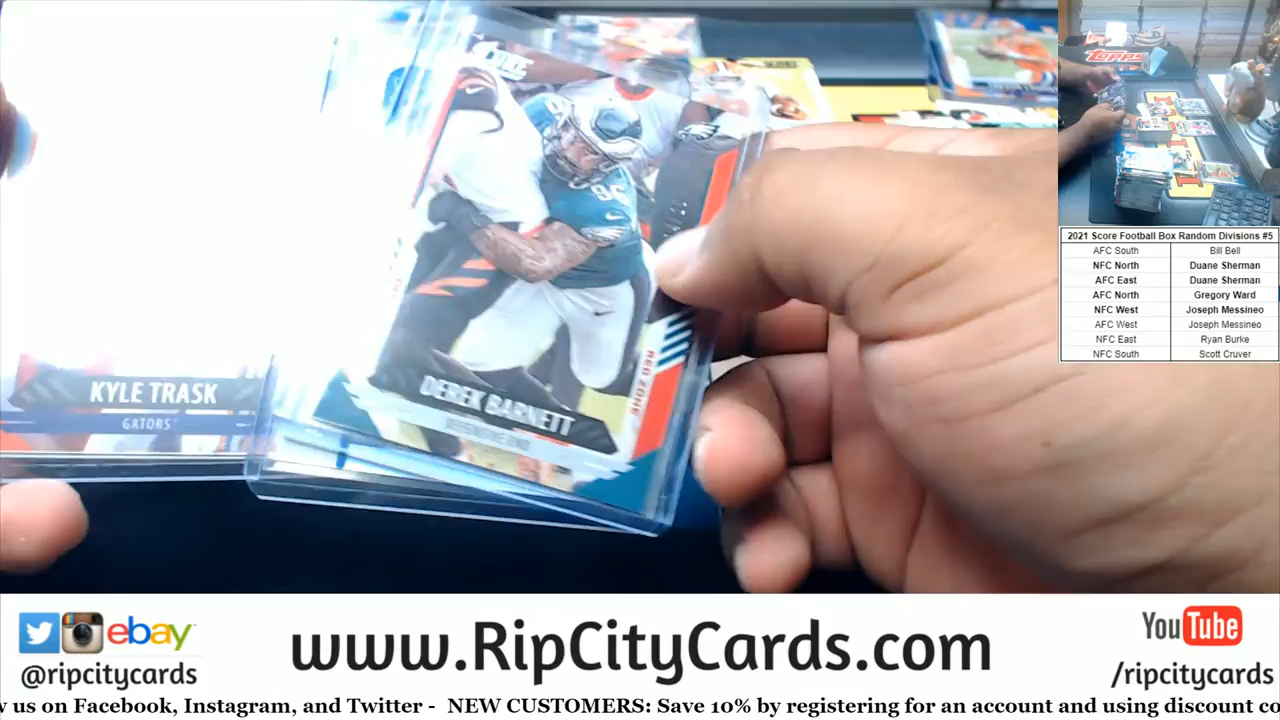 Topps
2021 Score Football Box Random Divisions #5
AFC South Bill Bell
NFC North Duane Sherman
AFC East Duane Sherman
AFC North Gregory Ward
NFC West Joseph Messineo
AFC West Joseph Messineo
NFC East Ryan Burke
NFC South Scott Cruver
96
REDZONE
DEREK BARNETT
DEFENSIVE END
KYLE TRASK
GATORS
ebay
@ripcitycards
www.RipCityCards.com
YouTube
/ripcitycards
w us on Facebook, Instagram, and Twitter - NEW CUSTOMERS: Save 10% by registering for an account and using discount co